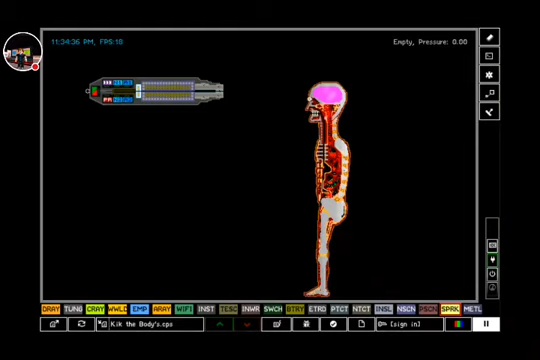 11:34:36 PM, FPS:18
Empty, Pressure: 0.00
DRAY TUNG CRAY WWLD EMP ARAY WIFI INST TESC INWR SWCH BTRY ETRD PTCT NTCT INSL NSCN PSCN SPRK METL
Kik the Body's.cps
[sign in]